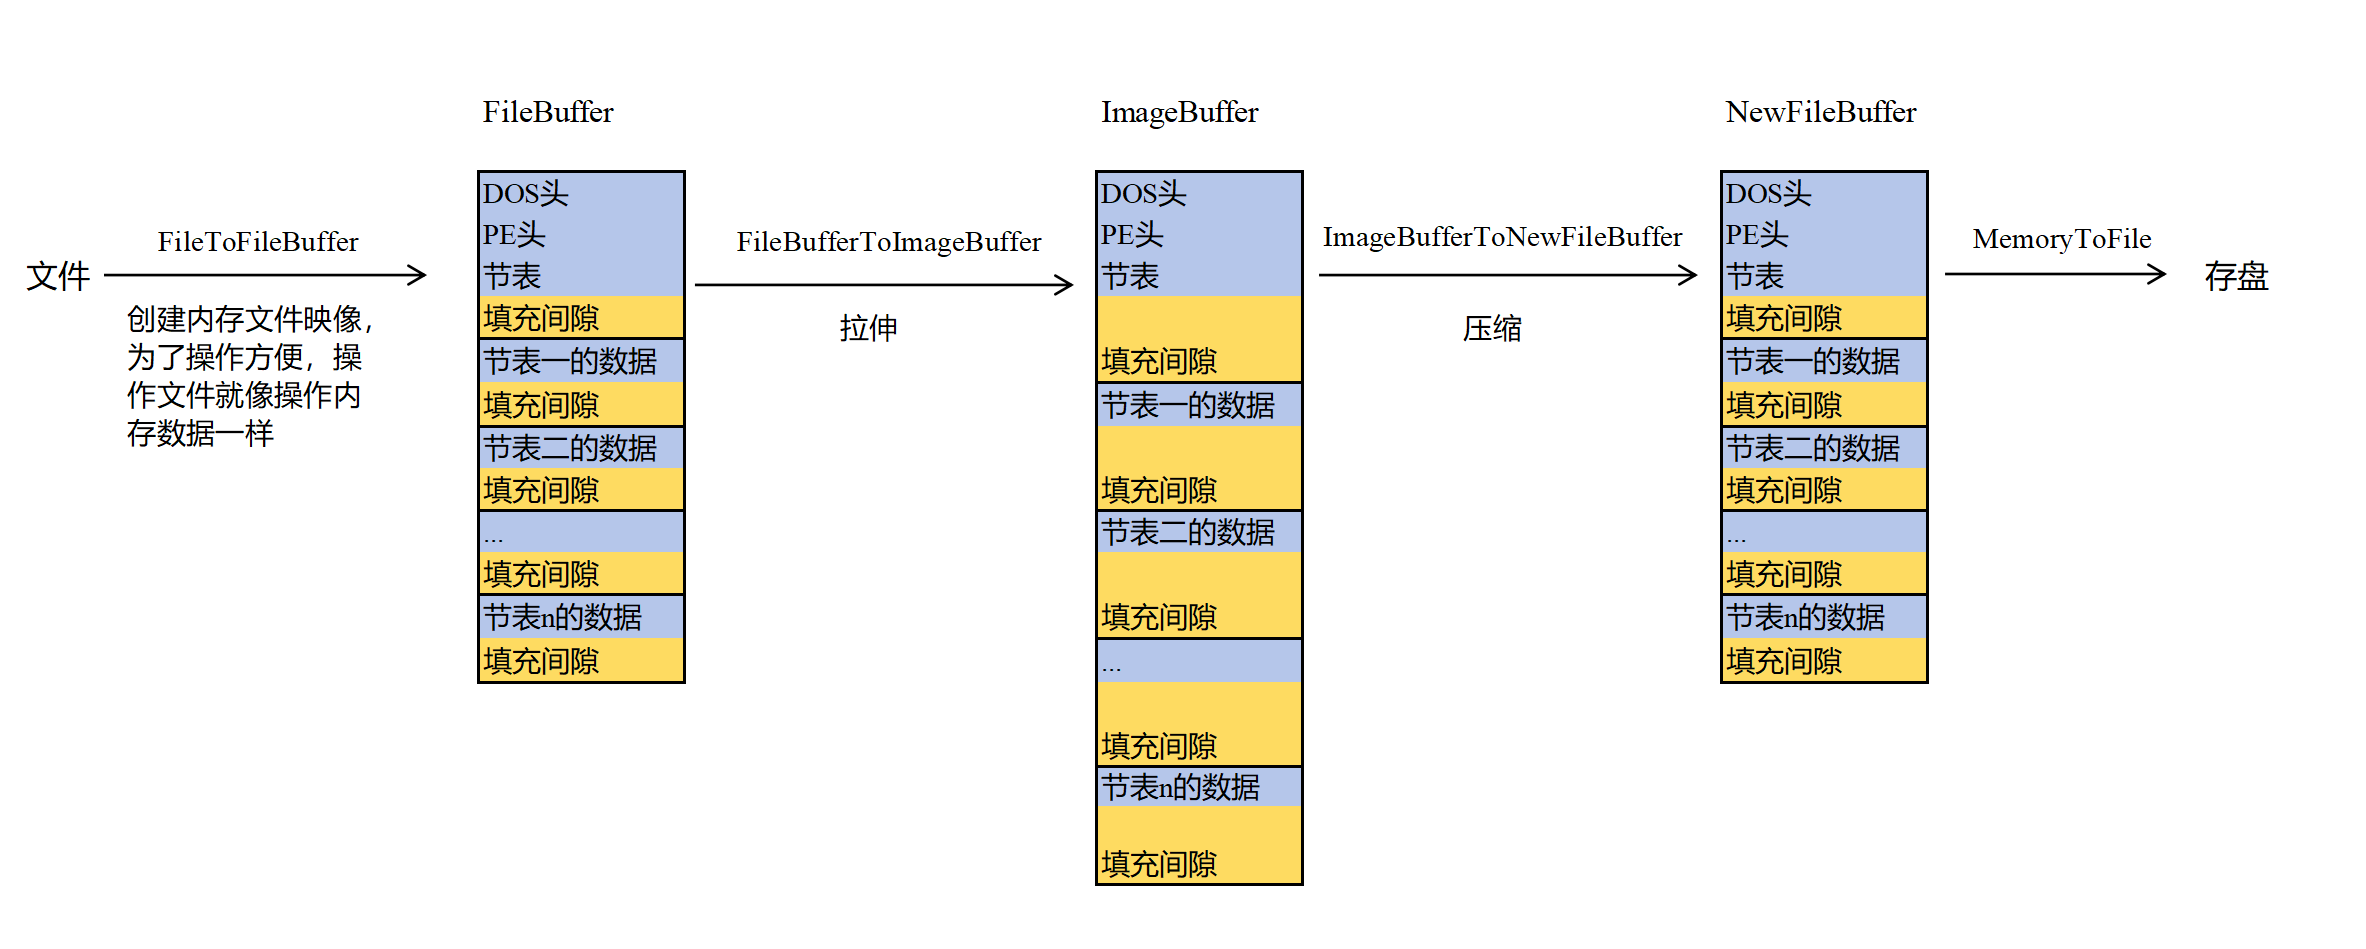 FileBuffer
ImageBuffer
NewFileBuffer
文件
FileToFileBuffer
创建内存文件映像,
为了操作方便，操
作文件就像操作内
存数据一样
DOS头
PE头
节表
填充间隙
节表一的数据
填充间隙
节表二的数据
填充间隙
...
填充间隙
节表n的数据
填充间隙
FileBufferToImageBuffer
拉伸
DOS头
PE头
节表
填充间隙
节表一的数据
填充间隙
节表二的数据
填充间隙
...
填充间隙
节表n的数据
填充间隙
ImageBufferToNewFileBuffer
压缩
DOS头
PE头
节表
填充间隙
节表一的数据
填充间隙
节表二的数据
填充间隙
...
填充间隙
节表n的数据
填充间隙
MemoryToFile
存盘